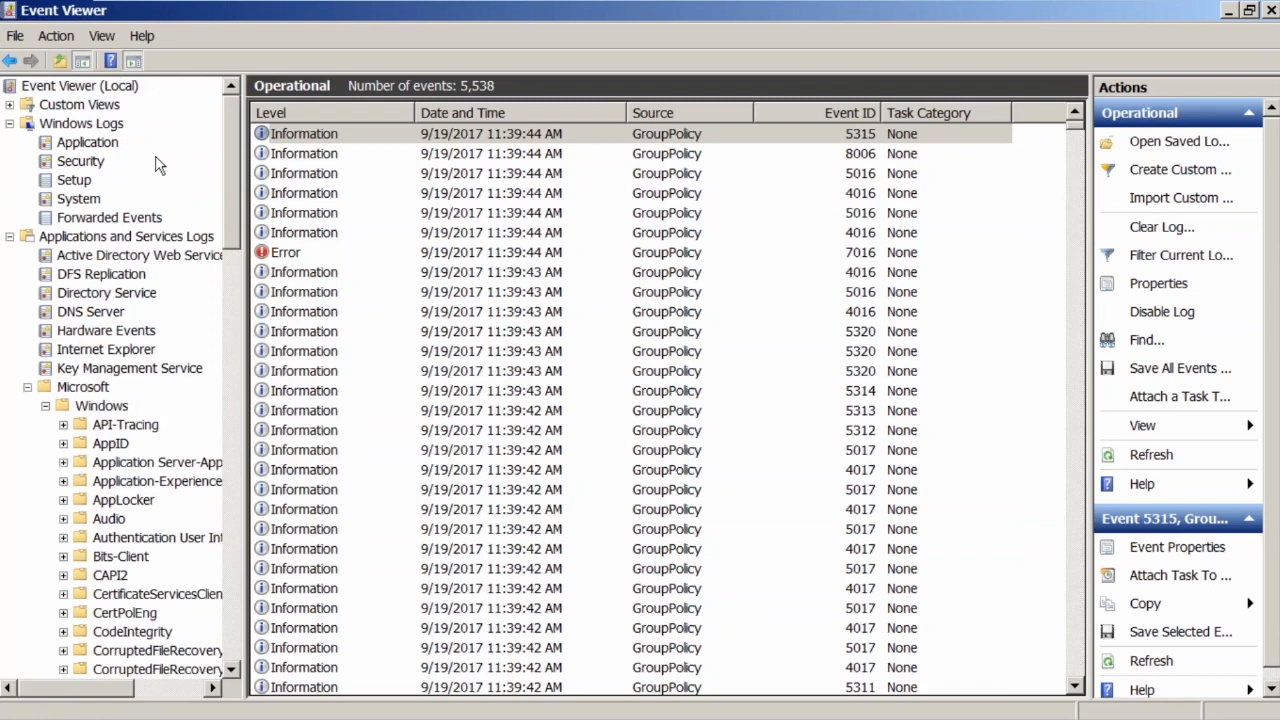 Event Viewer
File Action View Help
Event Viewer (Local)
Custom Views
Windows Logs
Application
Security
Setup
System
Forwarded Events
Applications and Services Logs
Active Directory Web Service
DFS Replication
Directory Service
DNS Server
Hardware Events
Internet Explorer
Key Management Service
Microsoft
Windows
API-Tracing
AppID
Application Server-App
Application-Experience
AppLocker
Audio
Authentication User Int
Bits-Client
CAPI2
CertificateServicesClien
CertPolEng
CodeIntegrity
CorruptedFileRecovery
CorruptedFileRecovery
Operational Number of events: 5,538
Level Date and Time Source Event ID Task Category
Information 9/19/2017 11:39:44 AM GroupPolicy 5315 None
Information 9/19/2017 11:39:44 AM GroupPolicy 8006 None
Information 9/19/2017 11:39:44 AM GroupPolicy 5016 None
Information 9/19/2017 11:39:44 AM GroupPolicy 4016 None
Information 9/19/2017 11:39:44 AM GroupPolicy 5016 None
Information 9/19/2017 11:39:44 AM GroupPolicy 4016 None
Error 9/19/2017 11:39:44 AM GroupPolicy 7016 None
Information 9/19/2017 11:39:43 AM GroupPolicy 4016 None
Information 9/19/2017 11:39:43 AM GroupPolicy 5016 None
Information 9/19/2017 11:39:43 AM GroupPolicy 4016 None
Information 9/19/2017 11:39:43 AM GroupPolicy 5320 None
Information 9/19/2017 11:39:43 AM GroupPolicy 5320 None
Information 9/19/2017 11:39:43 AM GroupPolicy 5320 None
Information 9/19/2017 11:39:43 AM GroupPolicy 5314 None
Information 9/19/2017 11:39:42 AM GroupPolicy 5313 None
Information 9/19/2017 11:39:42 AM GroupPolicy 5312 None
Information 9/19/2017 11:39:42 AM GroupPolicy 5017 None
Information 9/19/2017 11:39:42 AM GroupPolicy 4017 None
Information 9/19/2017 11:39:42 AM GroupPolicy 5017 None
Information 9/19/2017 11:39:42 AM GroupPolicy 4017 None
Information 9/19/2017 11:39:42 AM GroupPolicy 5017 None
Information 9/19/2017 11:39:42 AM GroupPolicy 4017 None
Information 9/19/2017 11:39:42 AM GroupPolicy 5017 None
Information 9/19/2017 11:39:42 AM GroupPolicy 4017 None
Information 9/19/2017 11:39:42 AM GroupPolicy 5017 None
Information 9/19/2017 11:39:42 AM GroupPolicy 4017 None
Information 9/19/2017 11:39:42 AM GroupPolicy 5017 None
Information 9/19/2017 11:39:42 AM GroupPolicy 4017 None
Information 9/19/2017 11:39:42 AM GroupPolicy 5311 None
Actions
Operational
Open Saved Lo...
Create Custom ...
Import Custom ...
Clear Log...
Filter Current Lo...
Properties
Disable Log
Find...
Save All Events ...
Attach a Task T...
View
Refresh
Help
Event 5315, Grou...
Event Properties
Attach Task To ...
Copy
Save Selected E...
Refresh
Help